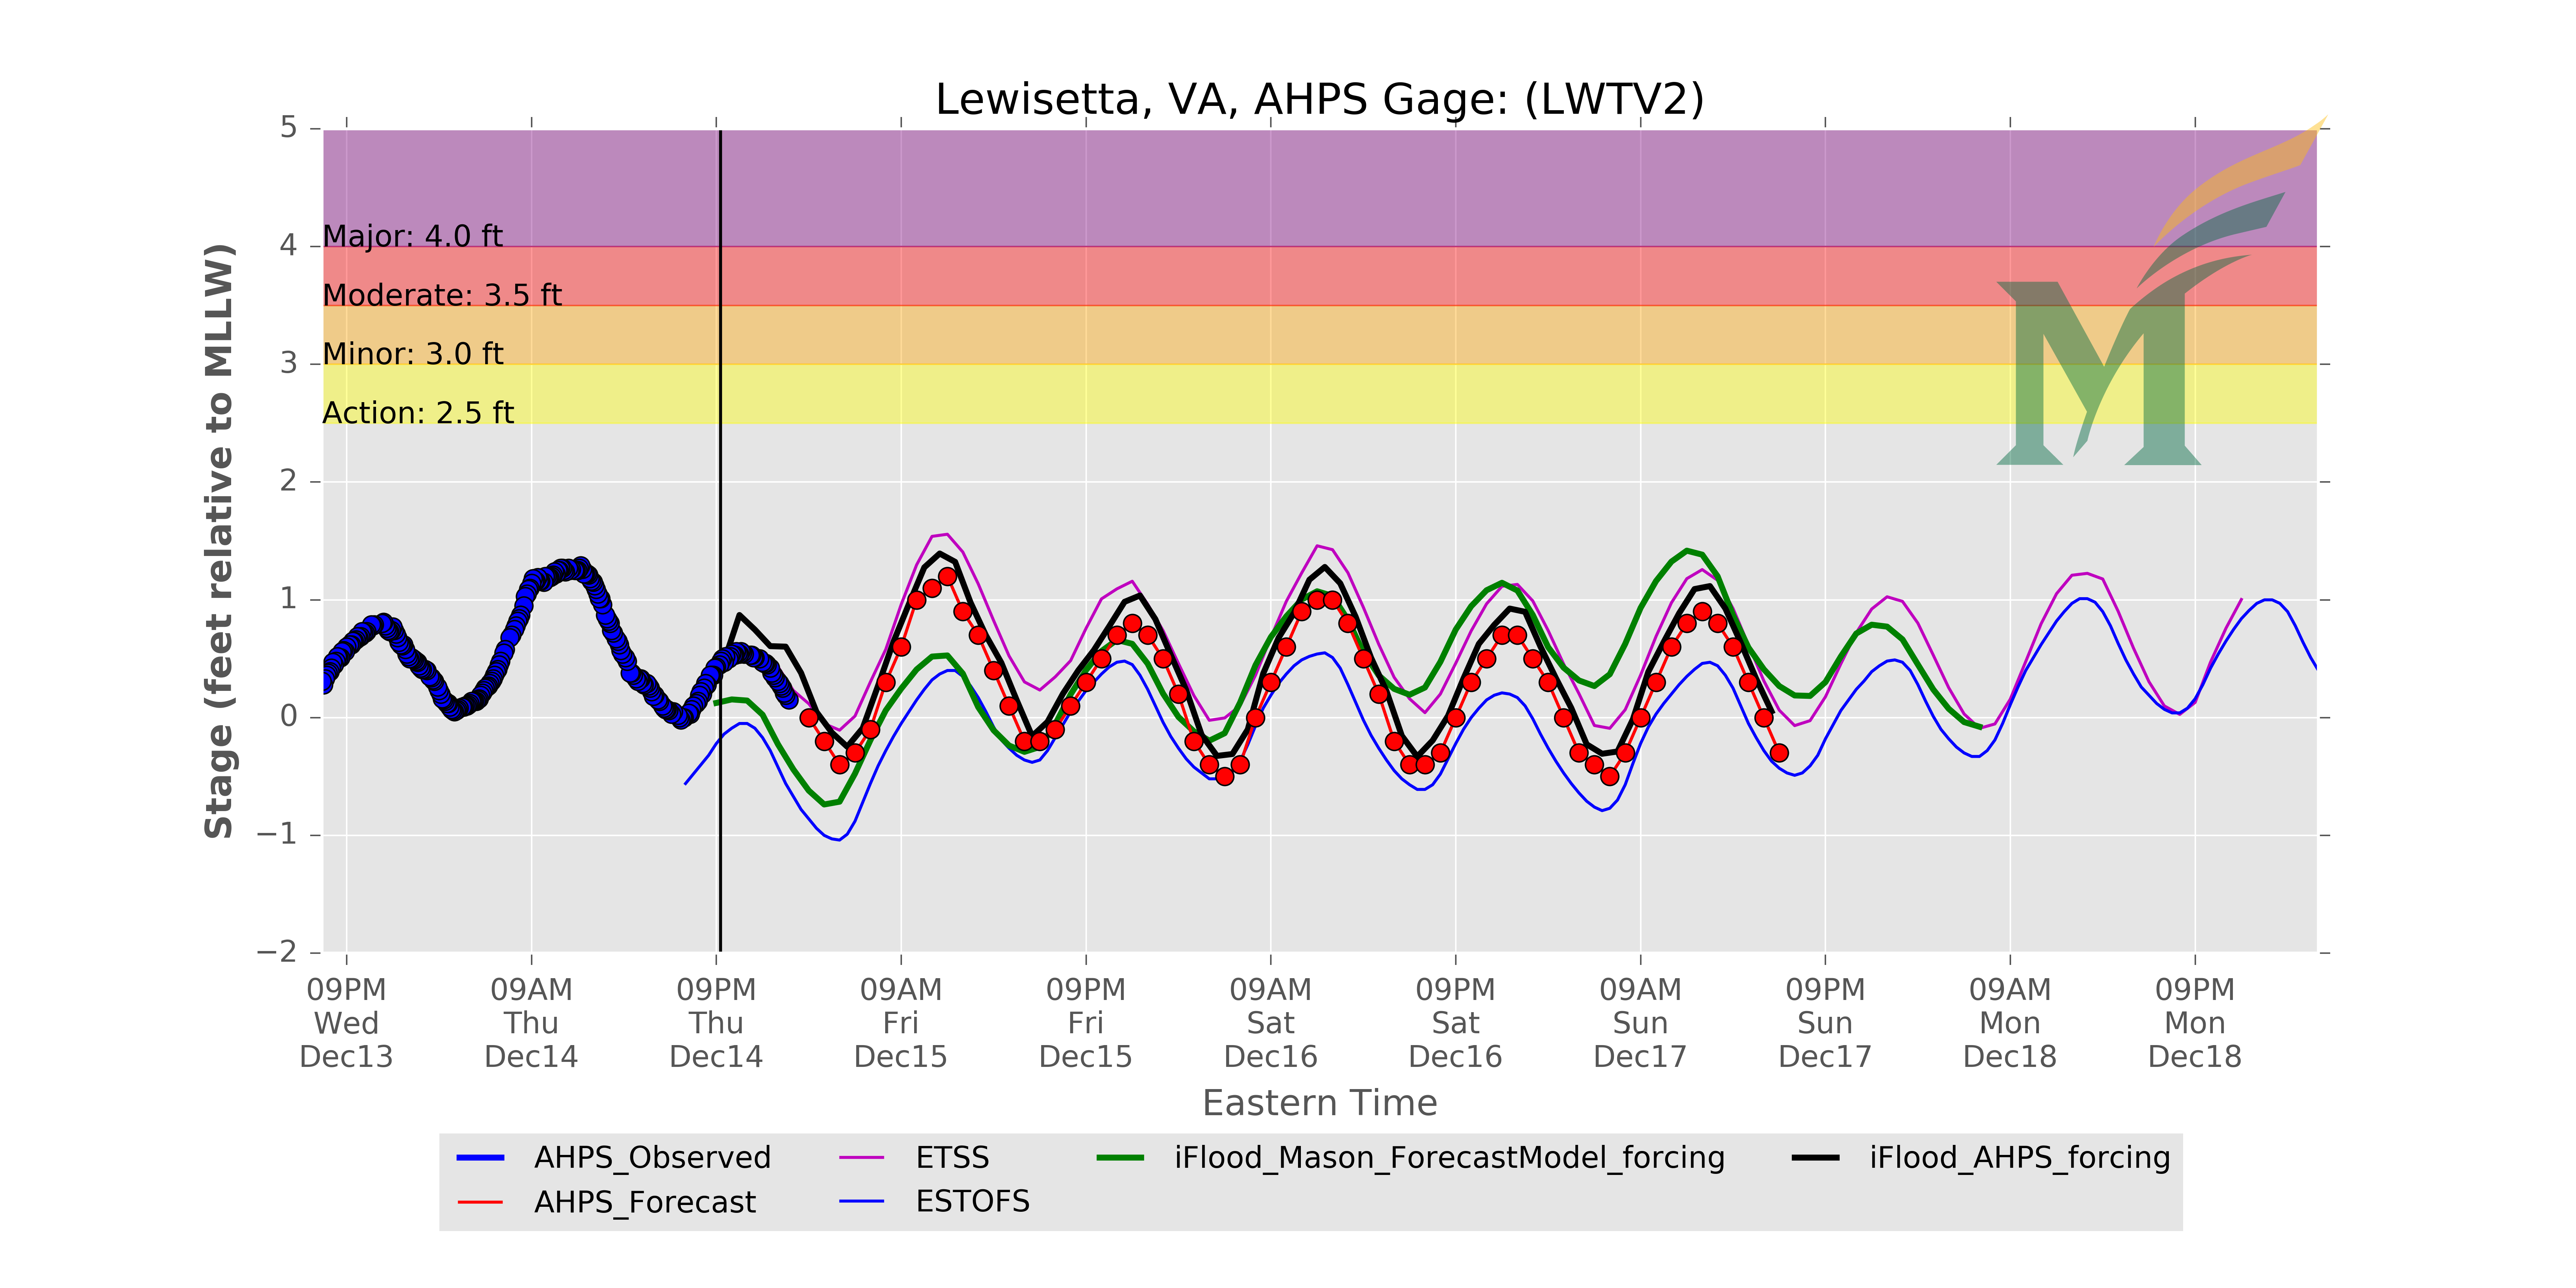 Lewisetta, VA, AHPS Gage: (LWTV2)
Stage (feet relative to MLLW)
5
4
3
2
1
0
−1
−2
Major: 4.0 ft
Moderate: 3.5 ft
Minor: 3.0 ft
Action: 2.5 ft
M
09PM 09AM 09PM 09AM 09PM 09AM 09PM 09AM 09PM 09AM 09PM
Wed Thu Thu Fri Fri Sat Sat Sun Sun Mon Mon
Dec13 Dec14 Dec14 Dec15 Dec15 Dec16 Dec16 Dec17 Dec17 Dec18 Dec18
Eastern Time
AHPS_Observed ETSS iFlood_Mason_ForecastModel_forcing iFlood_AHPS_forcing
AHPS_Forecast ESTOFS